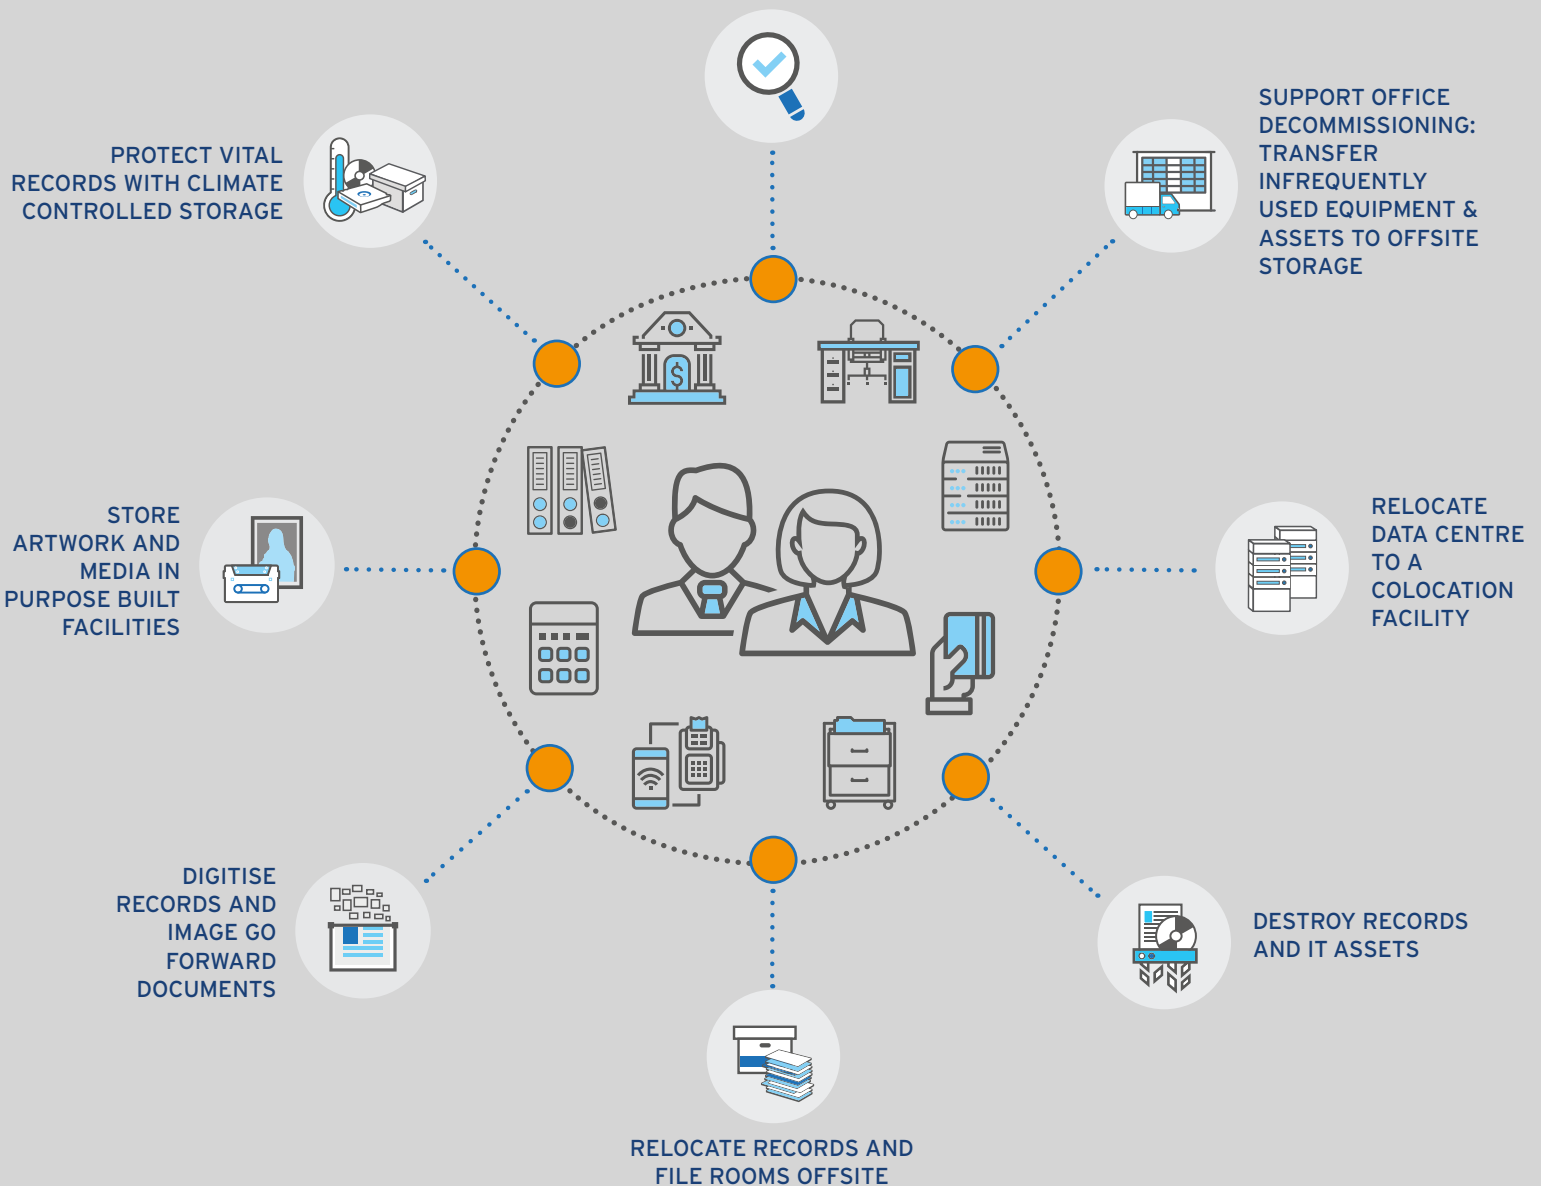 PROTECT VITAL
RECORDS WITH CLIMATE
CONTROLLED STORAGE
SUPPORT OFFICE
DECOMMISSIONING:
TRANSFER
INFREQUENTLY
USED EQUIPMENT &
ASSETS TO OFFSITE
STORAGE
$
STORE
ARTWORK AND
MEDIA IN
PURPOSE BUILT
FACILITIES
RELOCATE
DATA CENTRE
TO A
COLOCATION
FACILITY
DIGITISE
RECORDS AND
IMAGE GO
FORWARD
DOCUMENTS
DESTROY RECORDS
AND IT ASSETS
RELOCATE RECORDS AND
FILE ROOMS OFFSITE